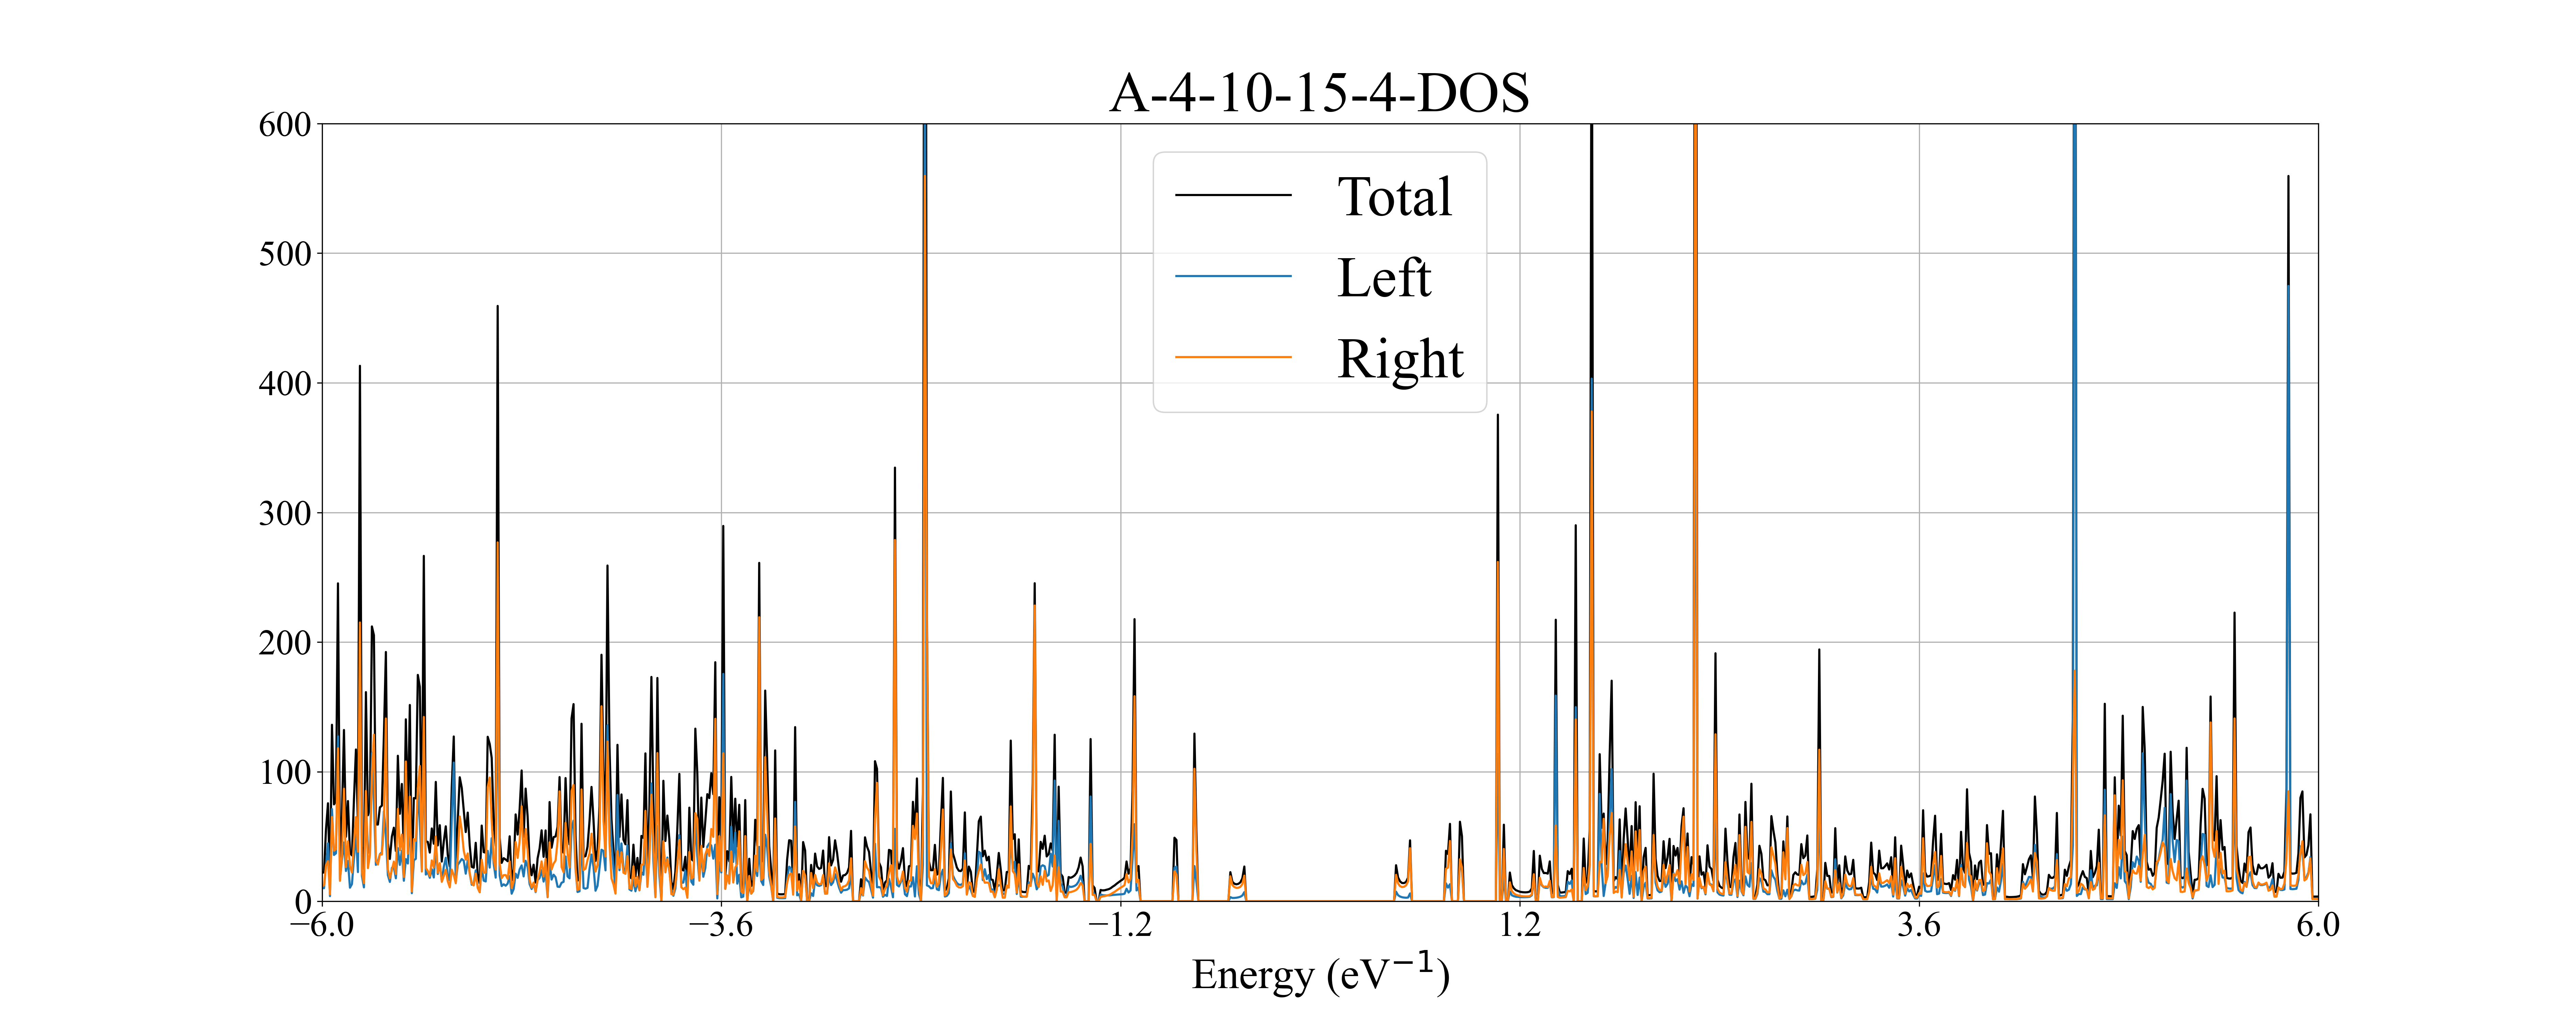 A-4-10-15-4-DOS
600
500
400
300
200
100
0
Total
Left
Right
−6.0 −3.6 −1.2 1.2 3.6 6.0
Energy (eV⁻¹)